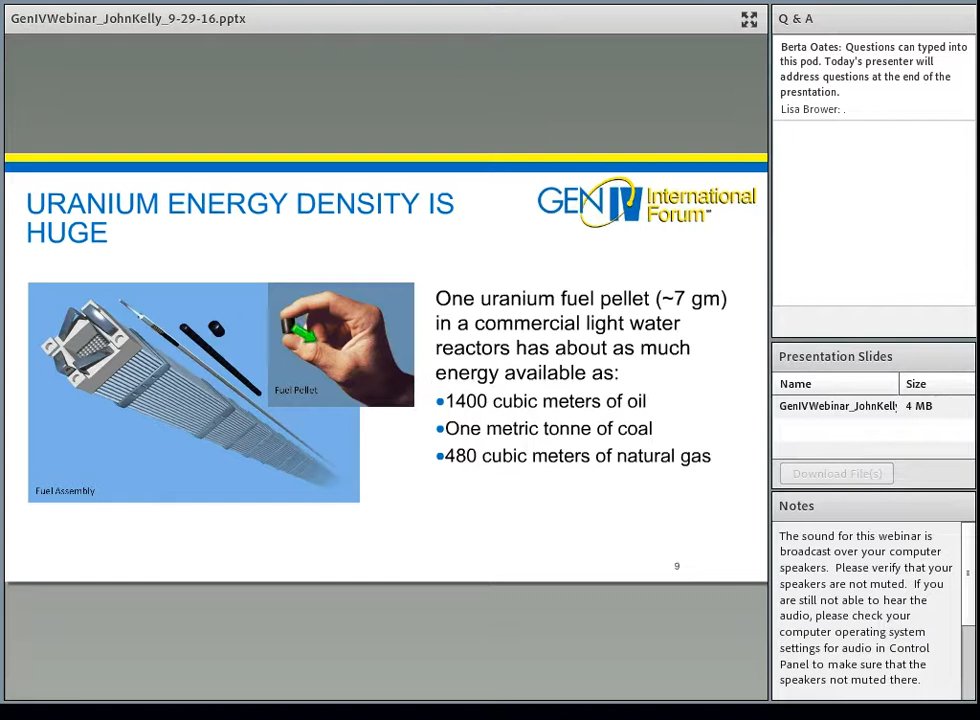 GenIVWebinar_JohnKelly_9-29-16.pptx
URANIUM ENERGY DENSITY IS
HUGE
GEN IV International
Forum™
Fuel Pellet
Fuel Assembly
One uranium fuel pellet (~7 gm)
in a commercial light water
reactors has about as much
energy available as:
•1400 cubic meters of oil
•One metric tonne of coal
•480 cubic meters of natural gas
9
Q & A
Berta Oates: Questions can typed into
this pod. Today's presenter will
address questions at the end of the
presntation.
Lisa Brower: .
Presentation Slides
Name Size
GenIVWebinar_JohnKelly 4 MB
Download File(s)
Notes
The sound for this webinar is
broadcast over your computer
speakers. Please verify that your
speakers are not muted. If you
are still not able to hear the
audio, please check your
computer operating system
settings for audio in Control
Panel to make sure that the
speakers not muted there.